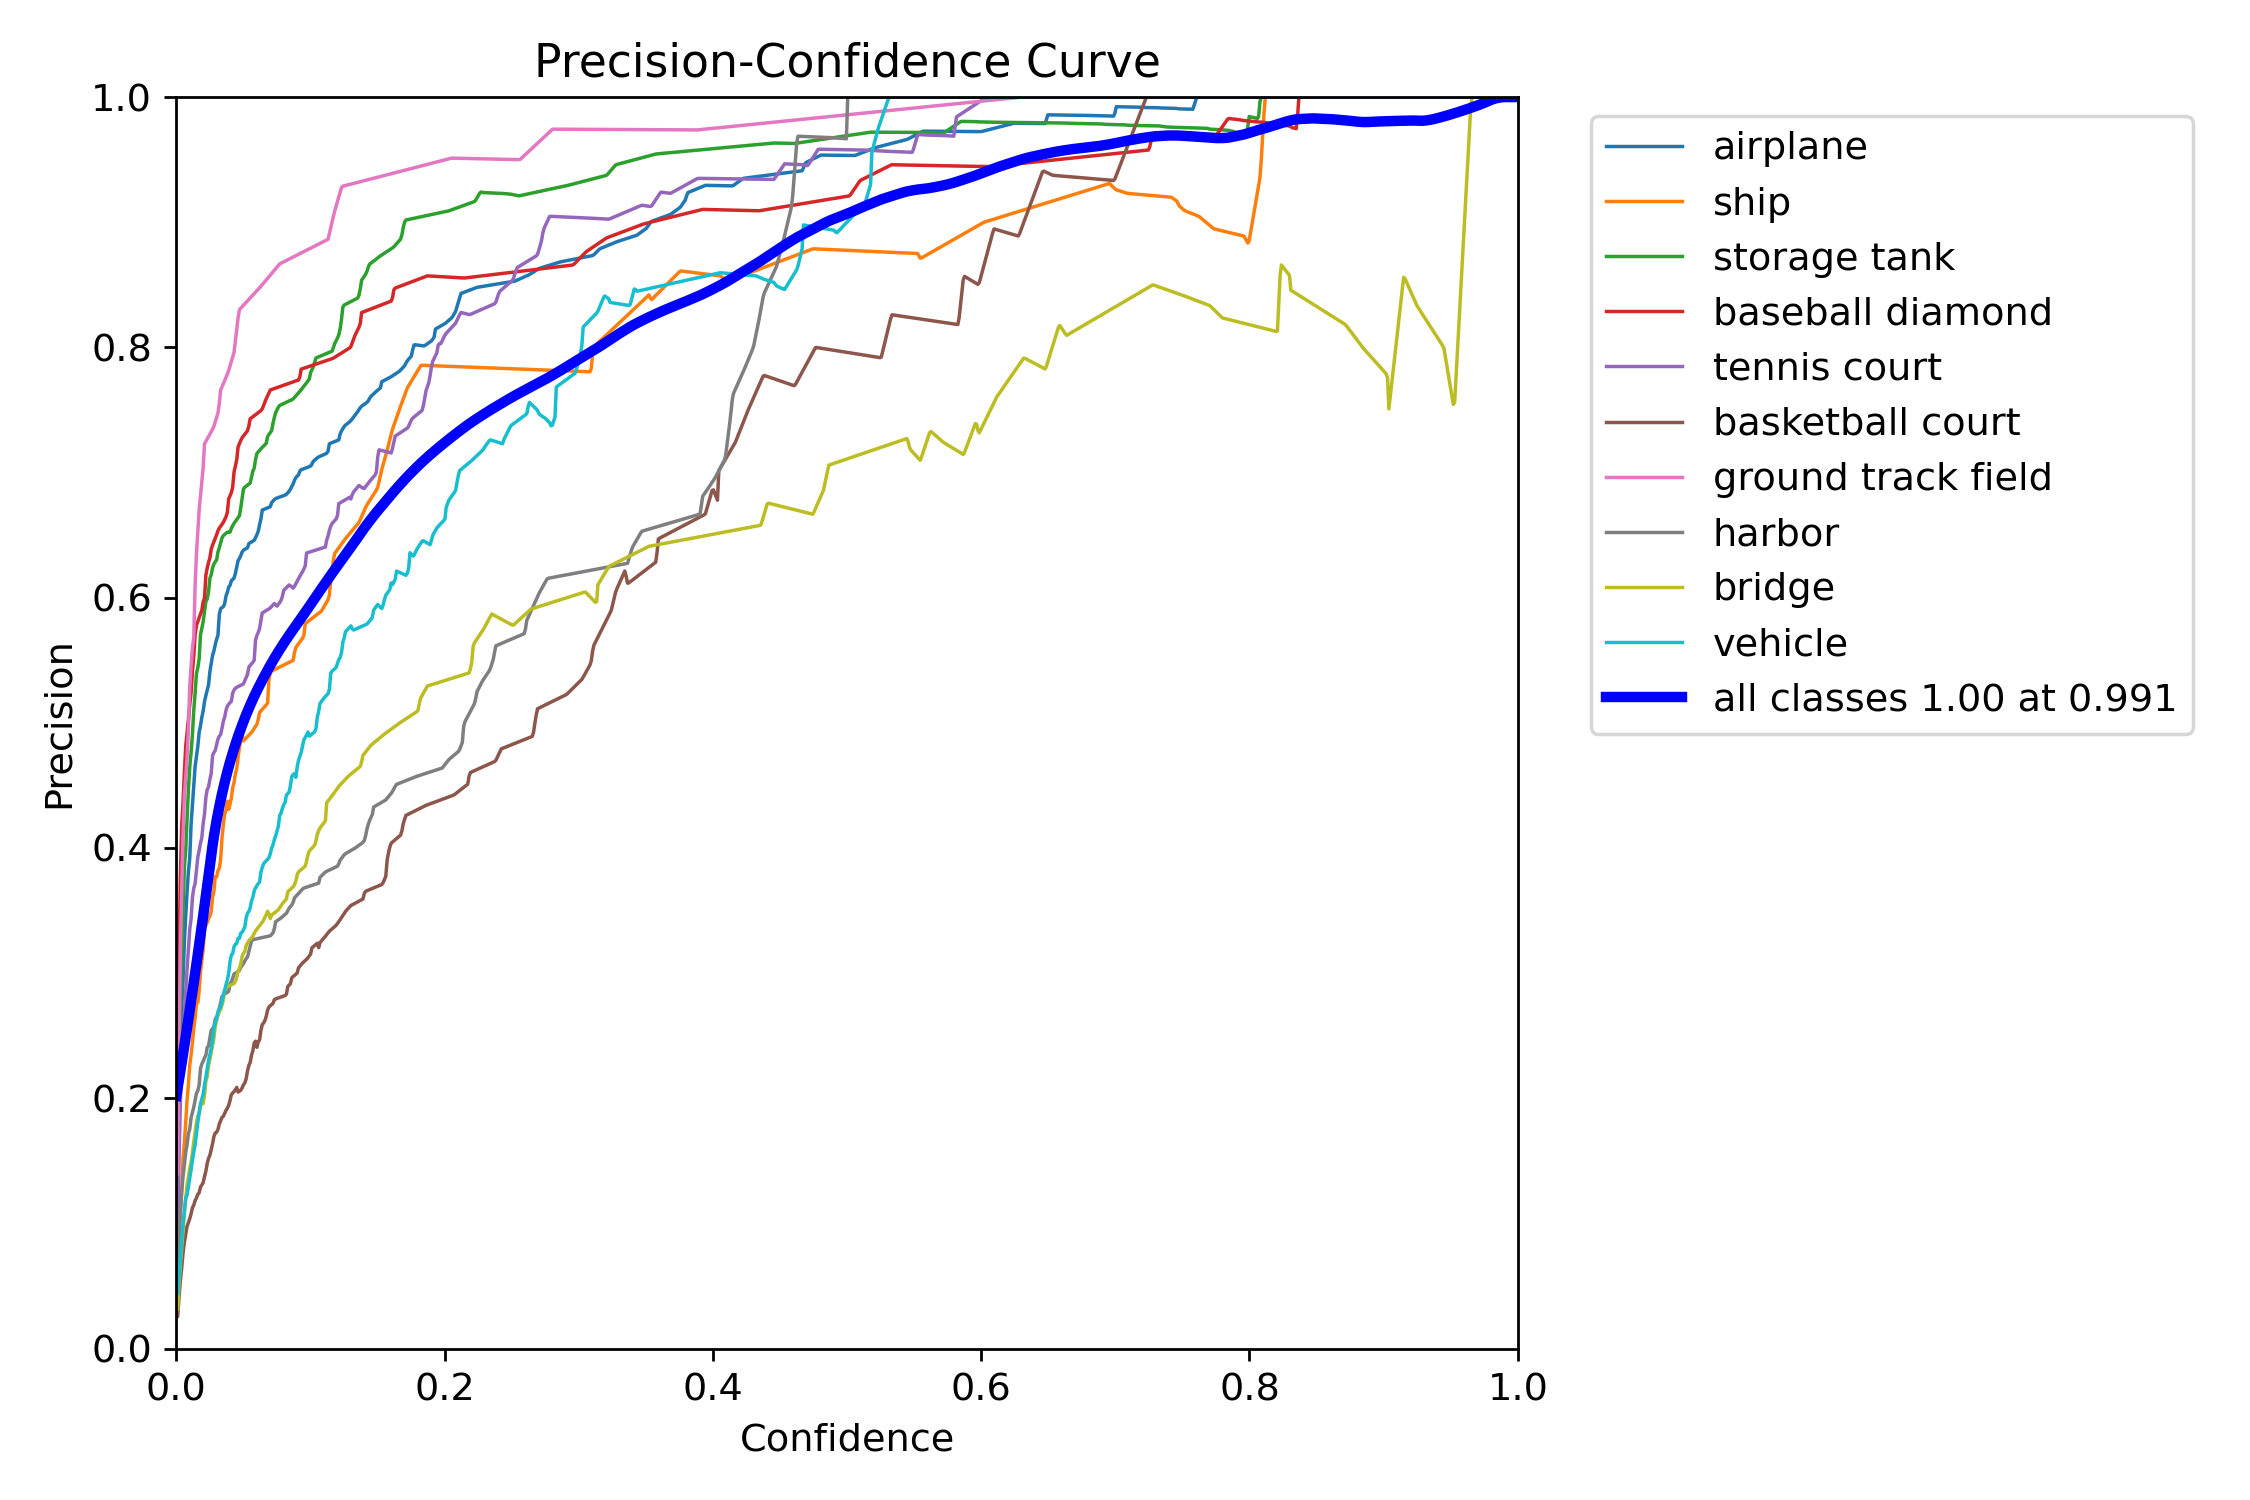 Precision-Confidence Curve
1.0
0.8
0.6
0.4
0.2
0.0
Precision
0.0 0.2 0.4 0.6 0.8 1.0
Confidence
airplane
ship
storage tank
baseball diamond
tennis court
basketball court
ground track field
harbor
bridge
vehicle
all classes 1.00 at 0.991